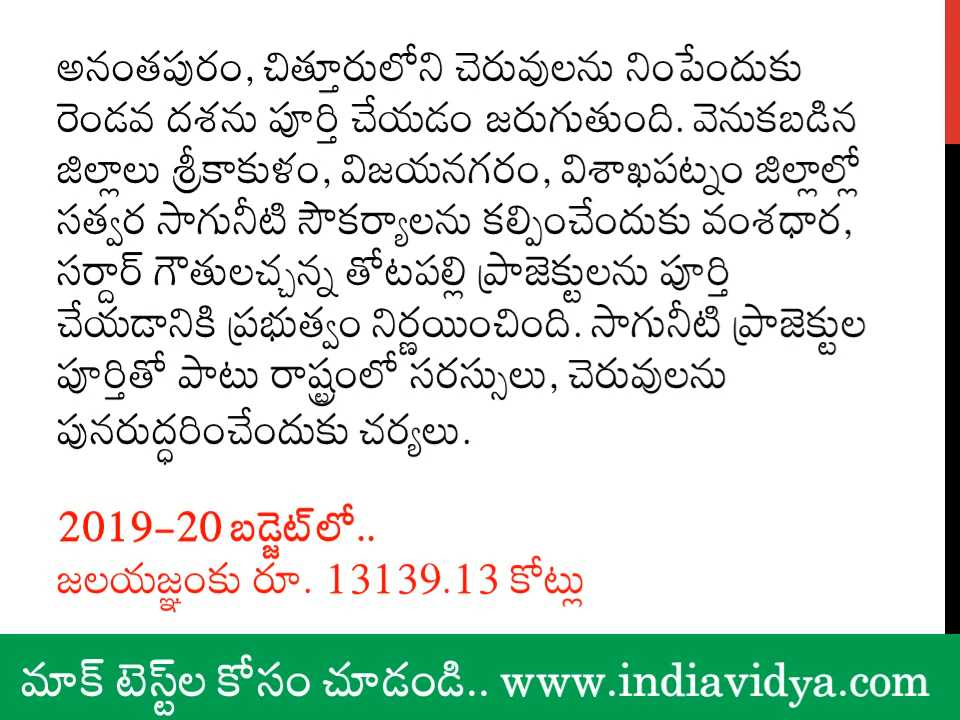 అనంతపురం, చిత్తూరులోని చెరువులను నింపేందుకు
రెండవ దశను పూర్తి చేయడం జరుగుతుంది. వెనుకబడిన
జిల్లాలు శ్రీకాకుళం, విజయనగరం, విశాఖపట్నం జిల్లాల్లో
సత్వర సాగునీటి సౌకర్యాలను కల్పించేందుకు వంశధార,
సర్దార్ గౌతులచ్చన్న తోటపల్లి ప్రాజెక్టులను పూర్తి
చేయడానికి ప్రభుత్వం నిర్ణయించింది. సాగునీటి ప్రాజెక్టుల
పూర్తితో పాటు రాష్ట్రంలో సరస్సులు, చెరువులను
పునరుద్ధరించేందుకు చర్యలు.
2019-20 బడ్జెట్‌లో..
జలయజ్ఞంకు రూ. 13139.13 కోట్లు
మాక్ టెస్ట్‌ల కోసం చూడండి.. www.indiavidya.com